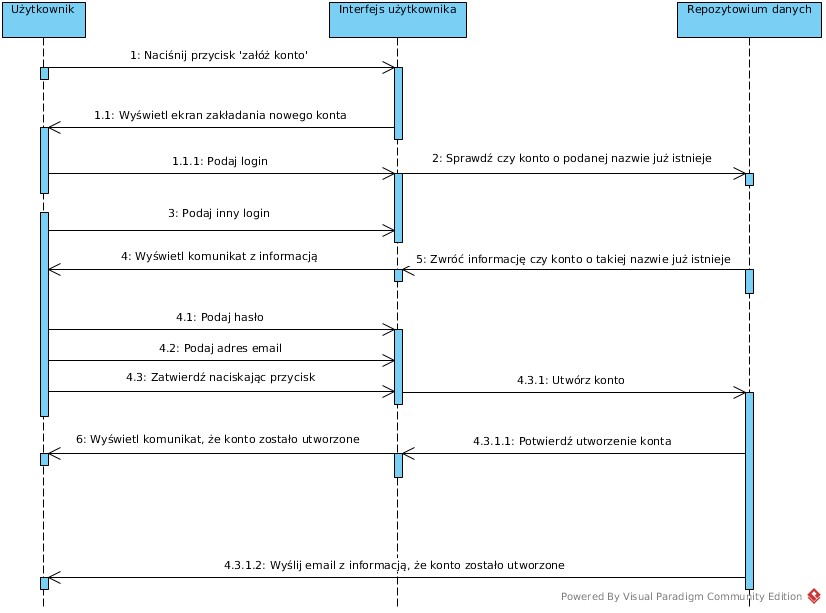 Użytkownik
Interfejs użytkownika
Repozytowium danych
1: Naciśnij przycisk 'załóż konto'
1.1: Wyświetl ekran zakładania nowego konta
1.1.1: Podaj login
2: Sprawdź czy konto o podanej nazwie już istnieje
3: Podaj inny login
4: Wyświetl komunikat z informacją
5: Zwróć informację czy konto o takiej nazwie już istnieje
4.1: Podaj hasło
4.2: Podaj adres email
4.3: Zatwierdź naciskając przycisk
4.3.1: Utwórz konto
6: Wyświetl komunikat, że konto zostało utworzone
4.3.1.1: Potwierdź utworzenie konta
4.3.1.2: Wyślij email z informacją, że konto zostało utworzone
Powered By Visual Paradigm Community Edition